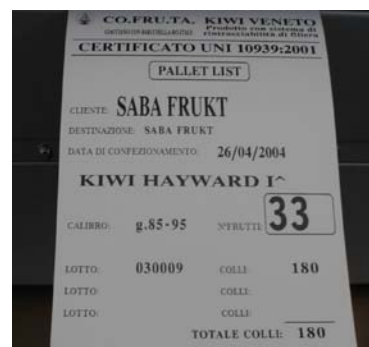 CO.FRU.TA. KIWI VENETO
Prodotto con sistema di
rintracciabilità di filiera
CERTIFICATO UNI 10939:2001
PALLET LIST
CLIENTE: SABA FRUKT
DESTINAZIONE: SABA FRUKT
DATA DI CONFEZIONAMENTO: 26/04/2004
KIWI HAYWARD I^
CALIBRO: g.85-95 N°FRUTTI: 33
LOTTO: 030009 COLLI: 180
LOTTO: COLLI:
LOTTO: COLLI:
TOTALE COLLI: 180